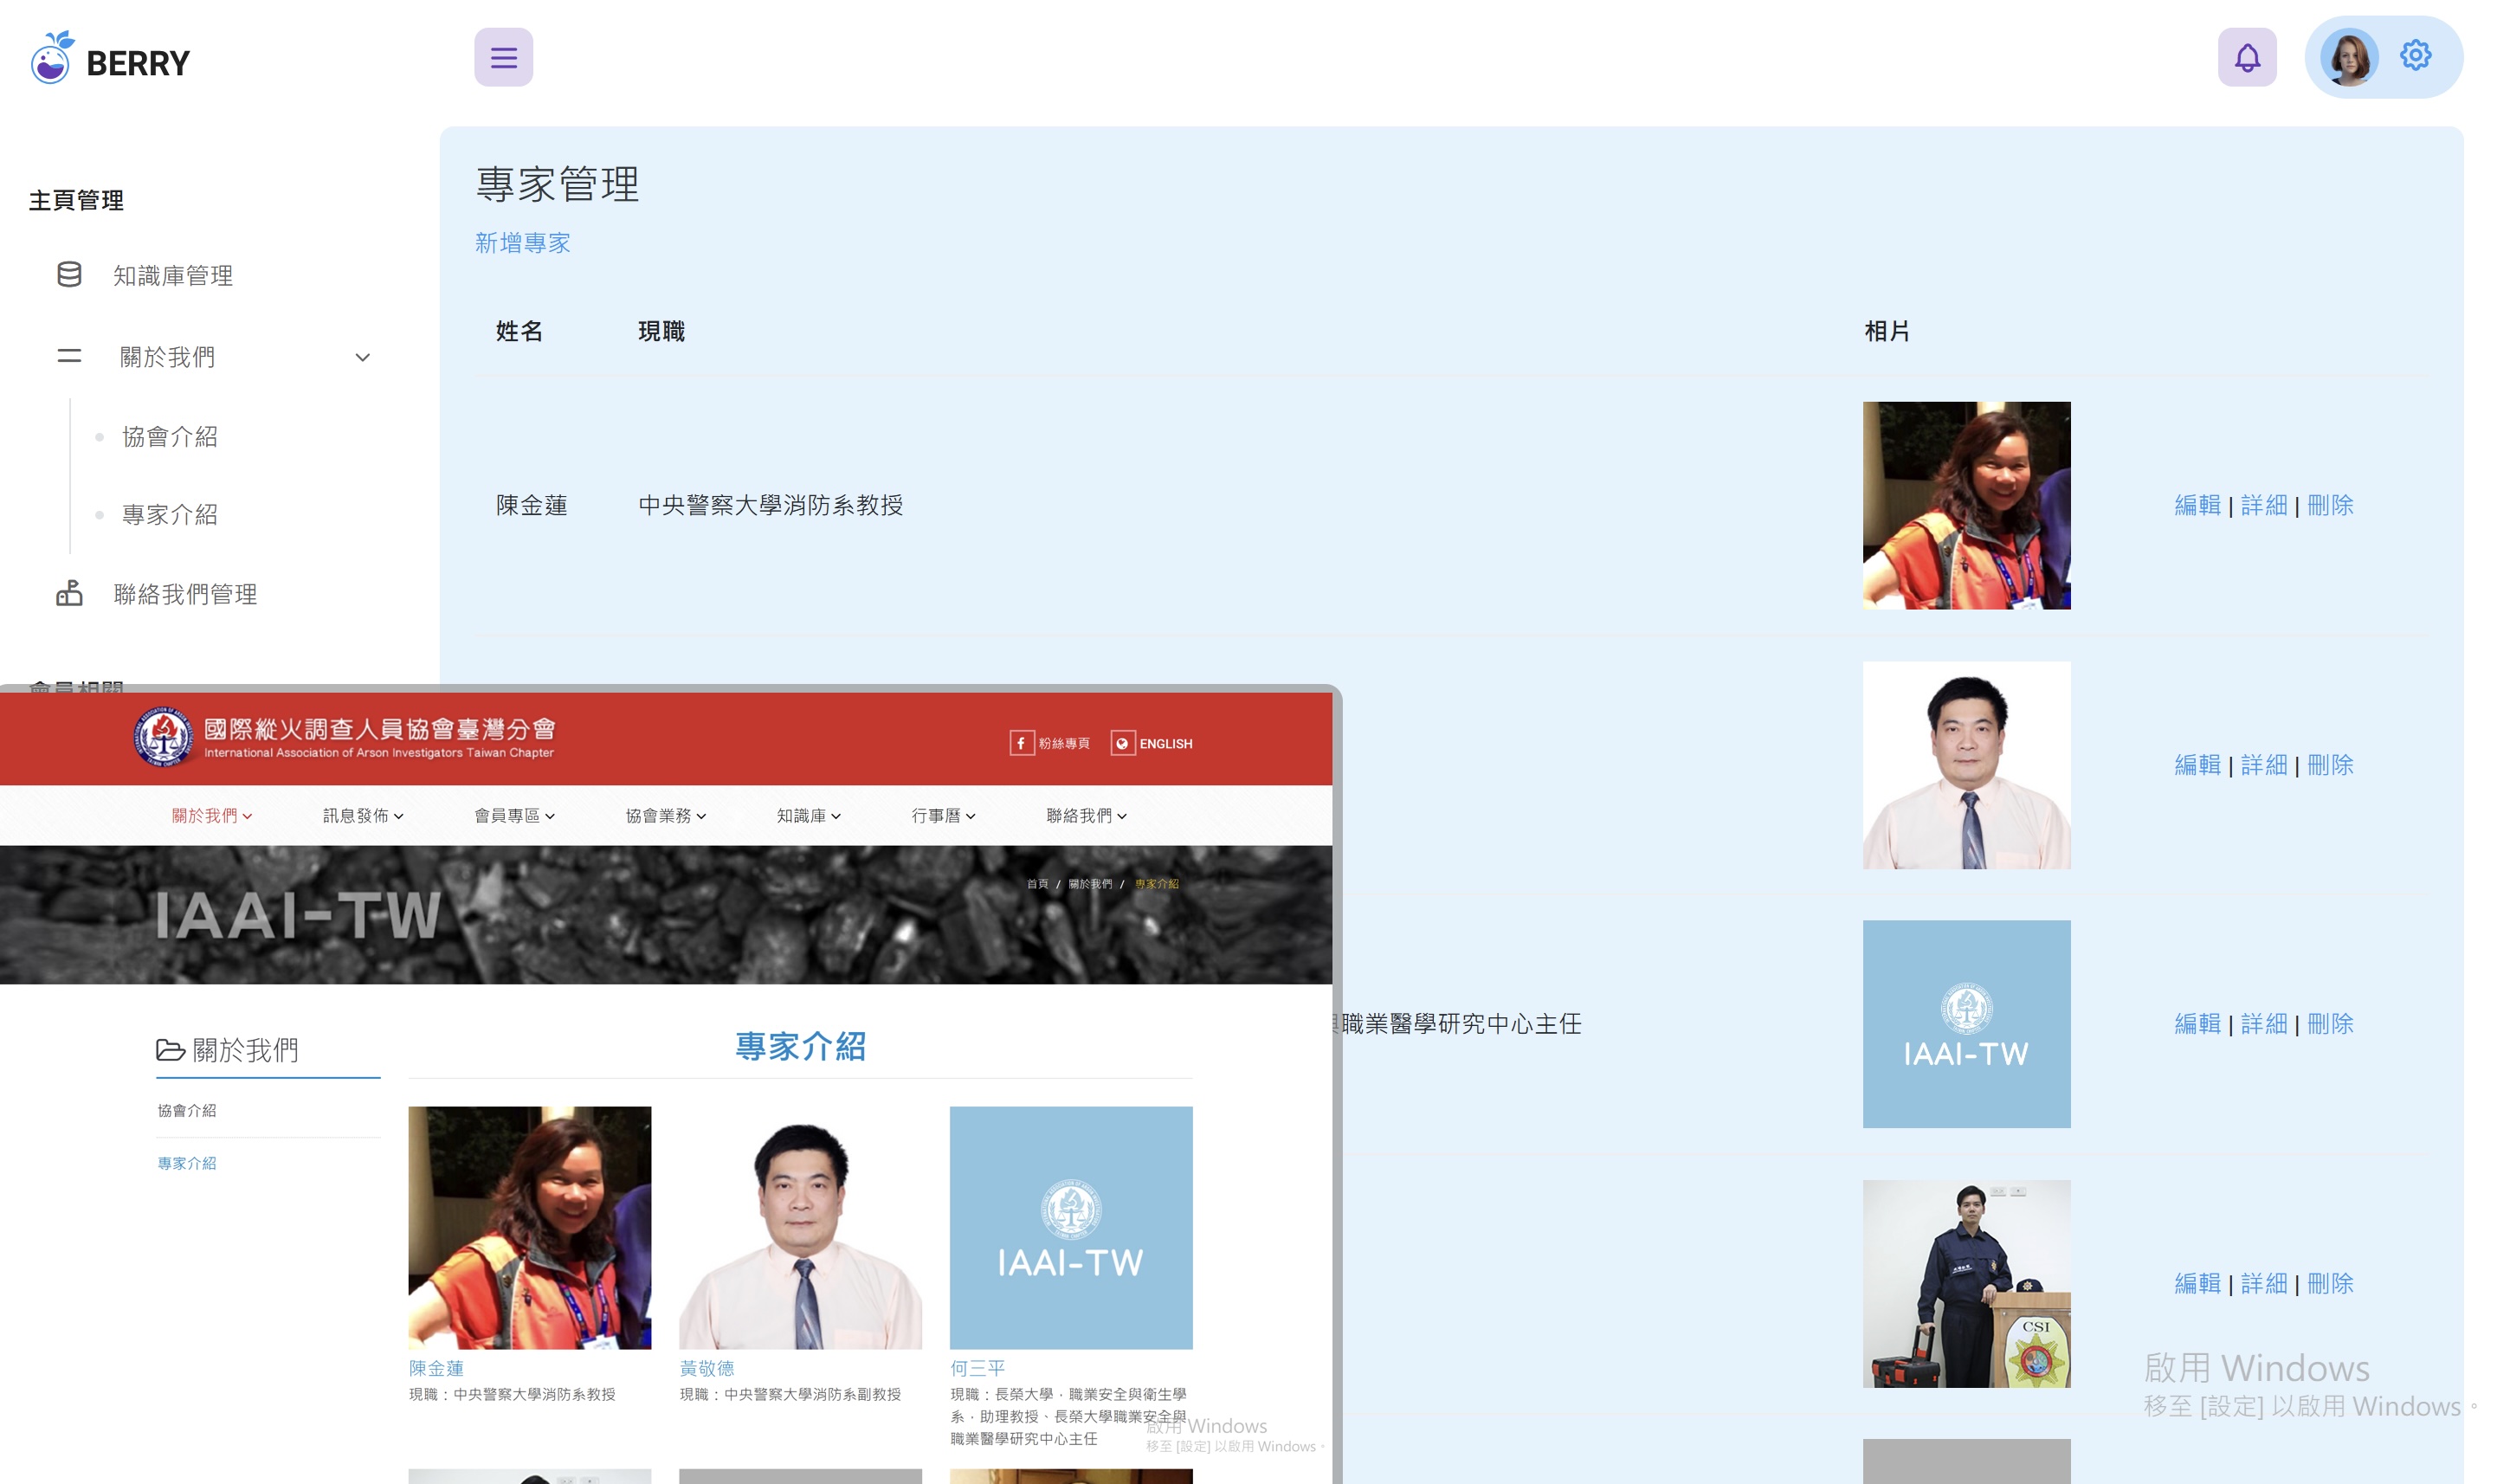 BERRY
主頁管理
知識庫管理
關於我們
協會介紹
專家介紹
聯絡我們管理
會員相關
專家管理
新增專家
姓名 現職 相片
陳金蓮 中央警察大學消防系教授 編輯 | 詳細 | 刪除
編輯 | 詳細 | 刪除
職業醫學研究中心主任 編輯 | 詳細 | 刪除
IAAI-TW
編輯 | 詳細 | 刪除
CSI
啟用 Windows
移至 [設定] 以啟用 Windows。
國際縱火調查人員協會臺灣分會
International Association of Arson Investigators Taiwan Chapter
粉絲專頁 ENGLISH
關於我們 訊息發佈 會員專區 協會業務 知識庫 行事曆 聯絡我們
首頁 / 關於我們 / 專家介紹
IAAI-TW
關於我們
協會介紹
專家介紹
專家介紹
IAAI-TW
陳金蓮
現職：中央警察大學消防系教授
黃敬德
現職：中央警察大學消防系副教授
何三平
現職：長榮大學．職業安全與衛生學
系．助理教授、長榮大學職業安全與
職業醫學研究中心主任
啟用 Windows
移至 [設定] 以啟用 Windows。